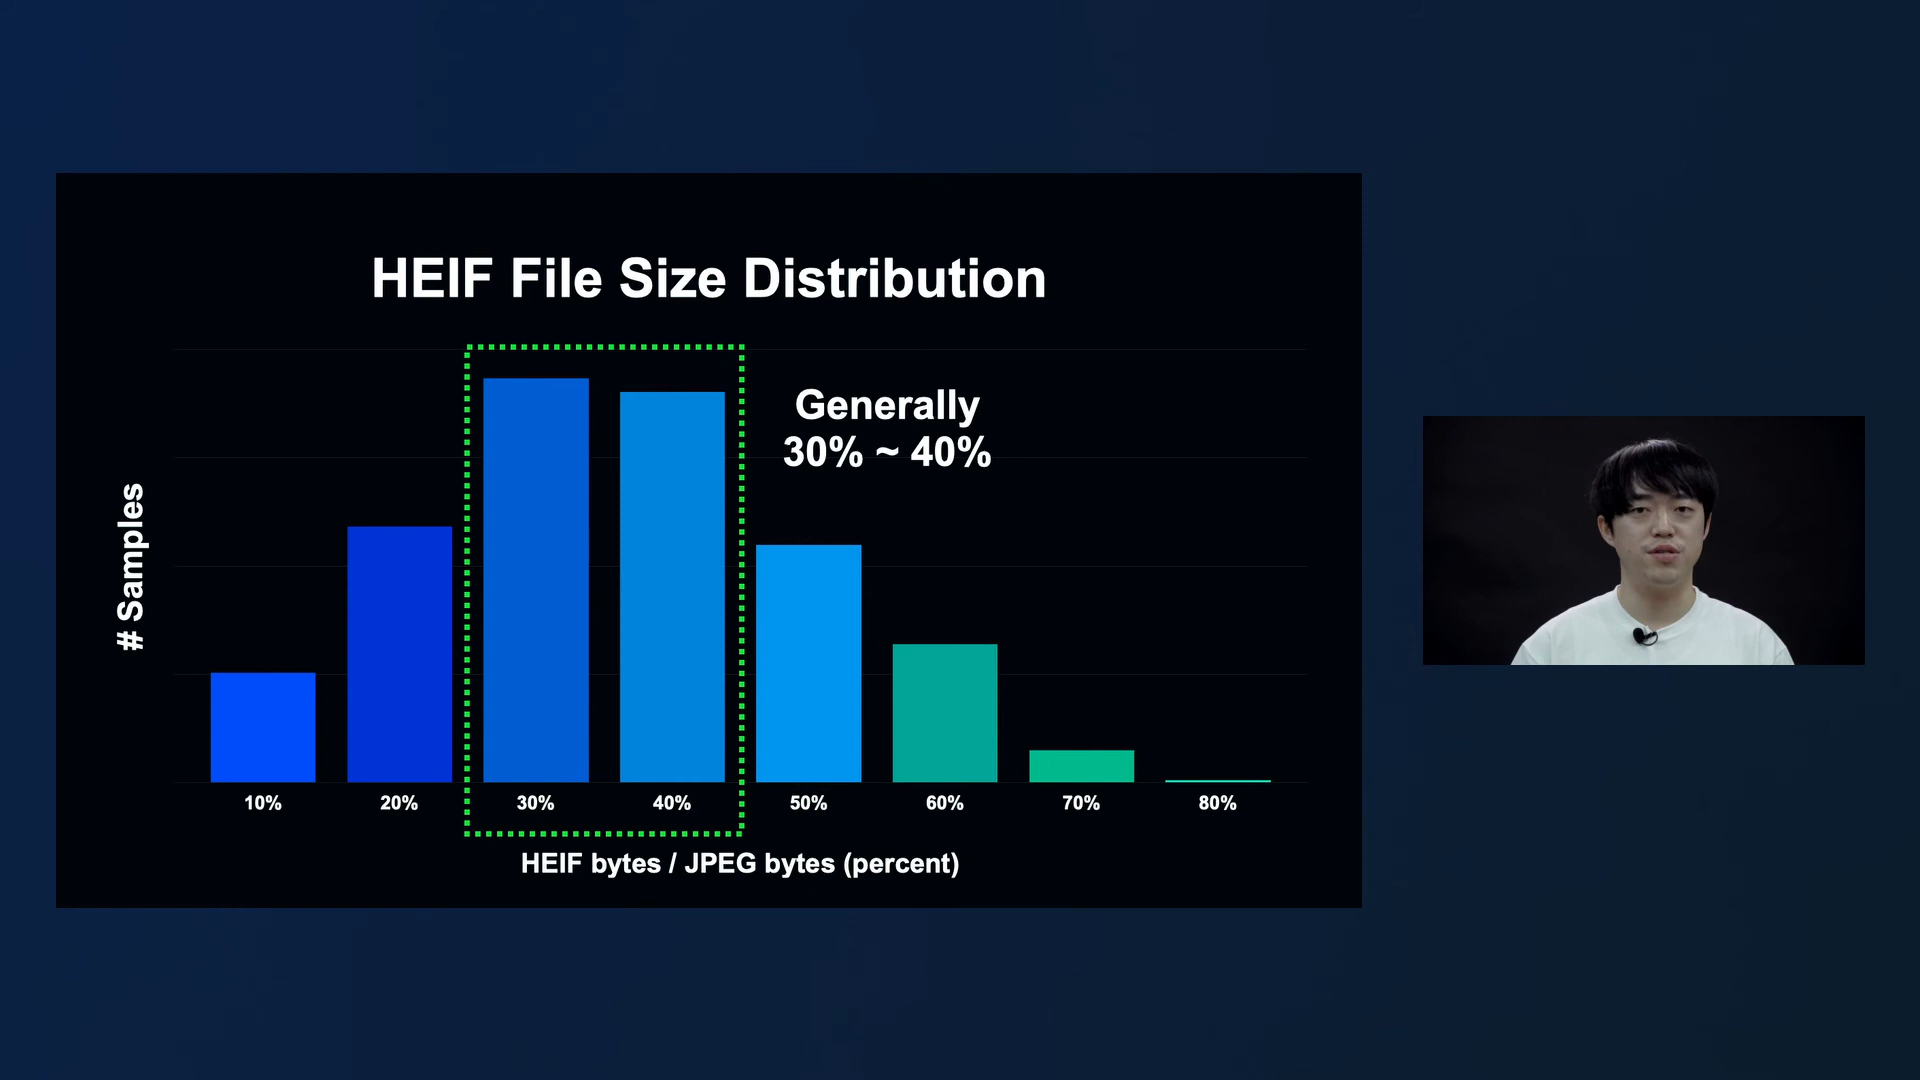 HEIF File Size Distribution
Generally
30% ~ 40%
# Samples
10%
20%
30%
40%
50%
60%
70%
80%
HEIF bytes / JPEG bytes (percent)